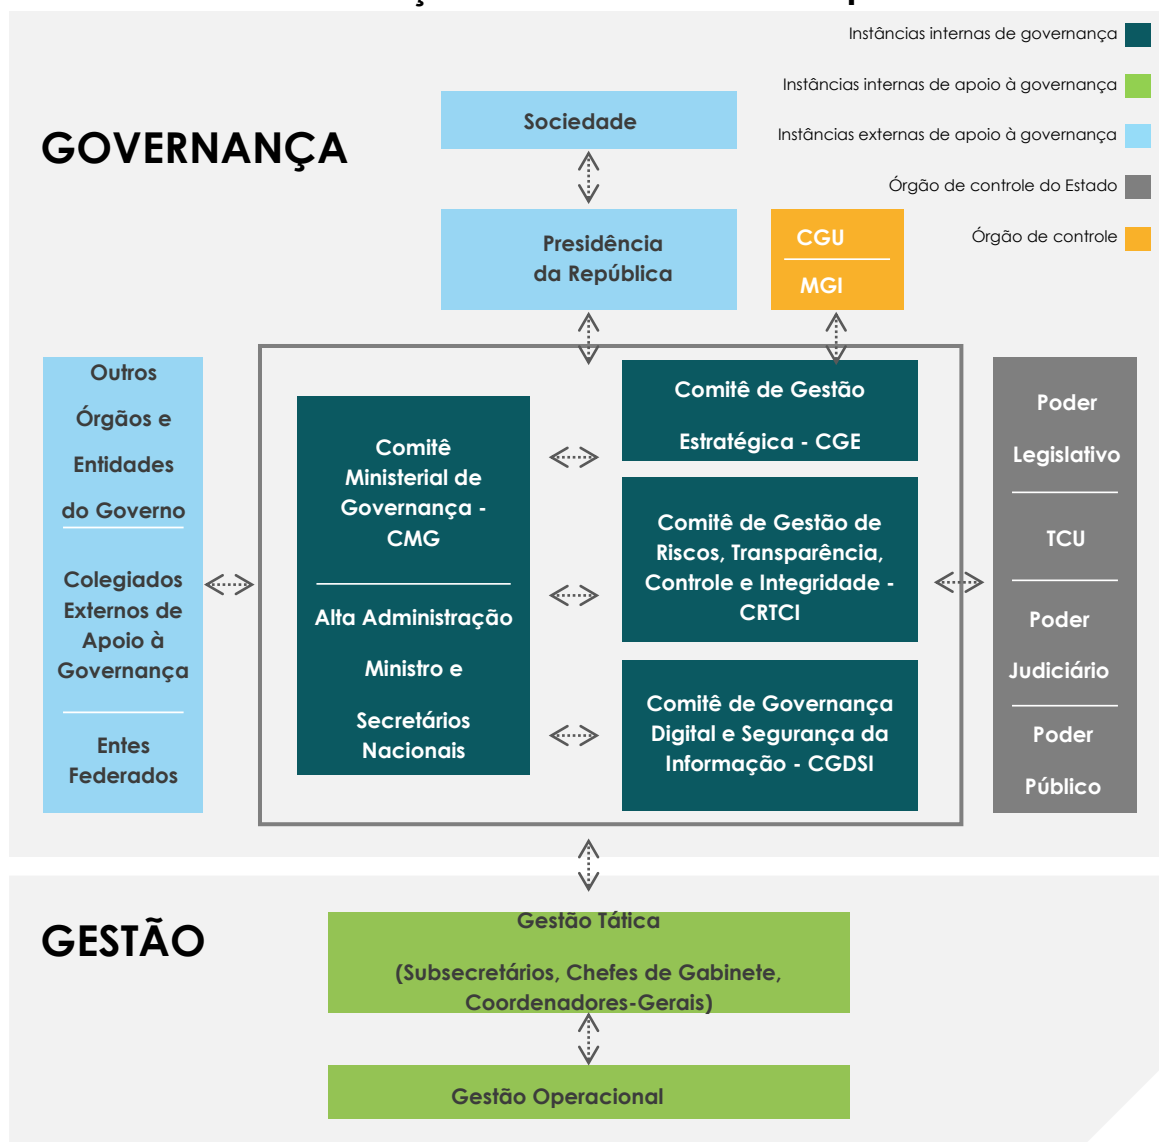 Instâncias internas de governança
Instâncias internas de apoio à governança
Instâncias externas de apoio à governança
Órgão de controle do Estado
Órgão de controle
GOVERNANÇA
Sociedade
Presidência
da República
CGU
MGI
Outros
Órgãos e
Entidades
do Governo
Colegiados
Externos de
Apoio à
Governança
Entes
Federados
Comitê
Ministerial de
Governança -
CMG
Alta Administração
Ministro e
Secretários
Nacionais
Comitê de Gestão
Estratégica - CGE
Comitê de Gestão de
Riscos, Transparência,
Controle e Integridade -
CRTCI
Comitê de Governança
Digital e Segurança da
Informação - CGDSI
Poder
Legislativo
TCU
Poder
Judiciário
Poder
Público
GESTÃO
Gestão Tática
(Subsecretários, Chefes de Gabinete,
Coordenadores-Gerais)
Gestão Operacional